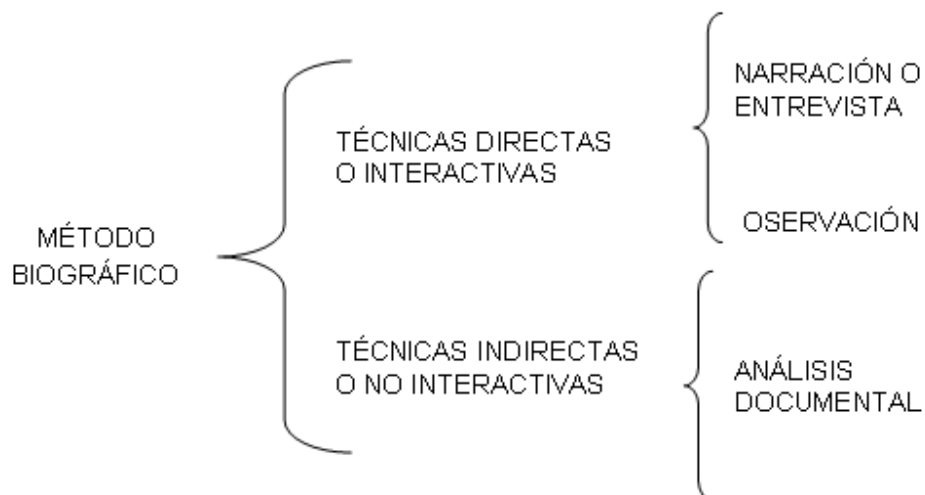 MÉTODO
BIOGRÁFICO
TÉCNICAS DIRECTAS
O INTERACTIVAS
NARRACIÓN O
ENTREVISTA
OSERVACIÓN
TÉCNICAS INDIRECTAS
O NO INTERACTIVAS
ANÁLISIS
DOCUMENTAL